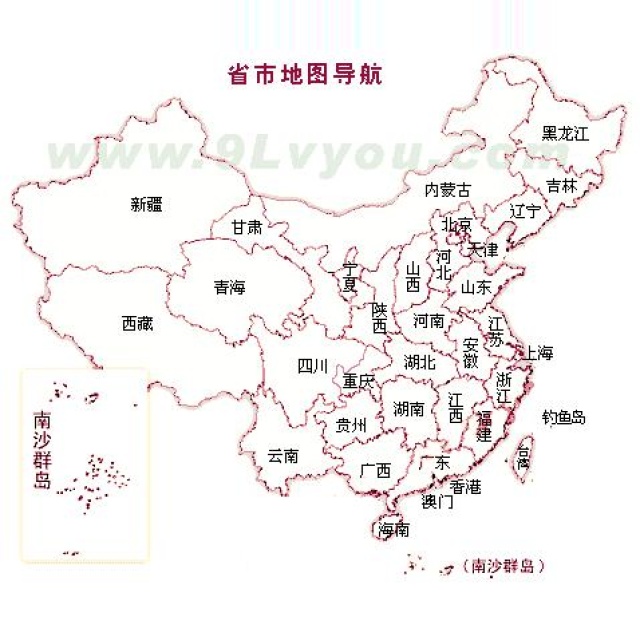 省市地图导航
www.9Lvyou.com
黑龙江
吉林
内蒙古
辽宁
新疆
北京
甘肃
天津
河北
山西
宁夏
青海
山东
陕西
西藏
河南
江苏
安徽
上海
四川
湖北
重庆
浙江
湖南
江西
钓鱼岛
贵州
福建
南沙群岛
云南
台湾
广西
广东
香港
澳门
海南
（南沙群岛）